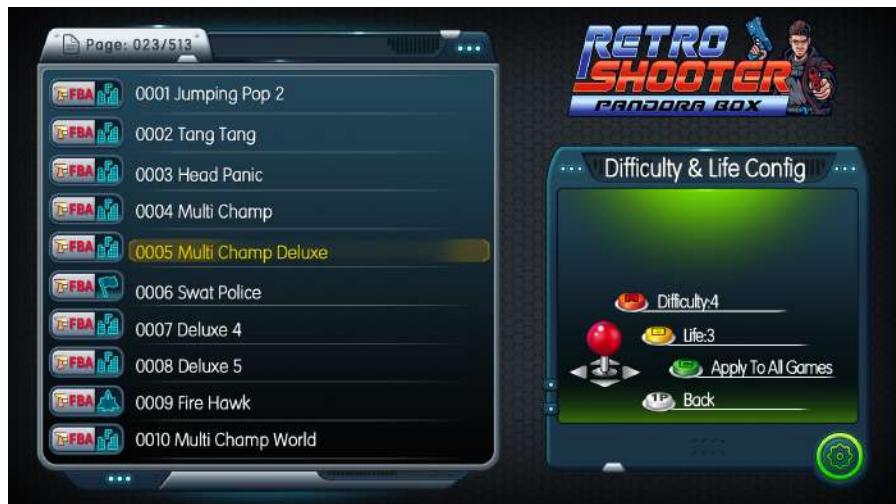 Page: 023/513
FBA 0001 Jumping Pop 2
FBA 0002 Tang Tang
FBA 0003 Head Panic
FBA 0004 Multi Champ
FBA 0005 Multi Champ Deluxe
FBA 0006 Swat Police
FBA 0007 Deluxe 4
FBA 0008 Deluxe 5
FBA 0009 Fire Hawk
FBA 0010 Multi Champ World
RETRO
SHOOTER
PANDORA BOX
Difficulty & Life Config
Difficulty:4
Life:3
Apply To All Games
1P Back